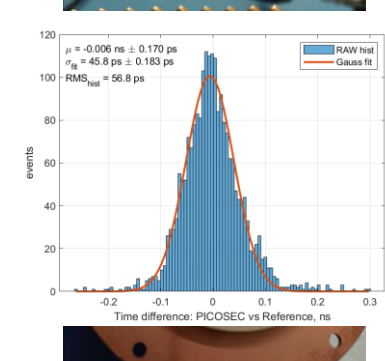 120
μ = -0.006 ns ± 0.170 ps
σfit = 45.8 ps ± 0.183 ps
RMShist = 56.8 ps
RAW hist
Gauss fit
100
80
60
40
20
0
events
-0.2 -0.1 0 0.1 0.2 0.3
Time difference: PICOSEC vs Reference, ns